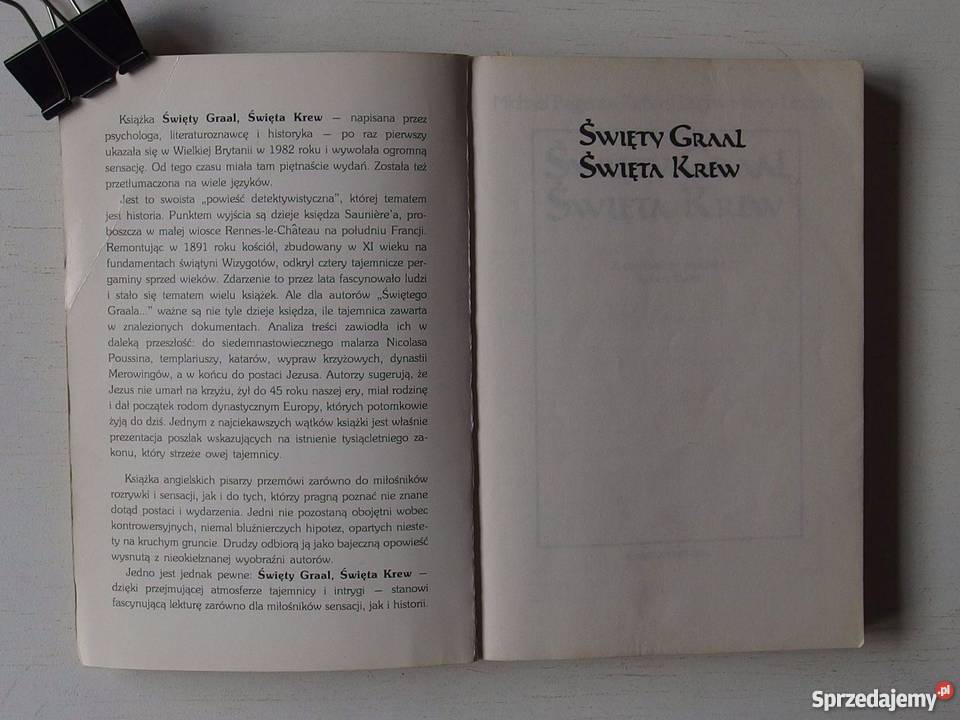 Książka Święty Graal, Święta Krew — napisana przez
psychologa, literaturoznawcę i historyka — po raz pierwszy
ukazała się w Wielkiej Brytanii w 1982 roku i wywołała ogromną
sensację. Od tego czasu miała tam piętnaście wydań. Została też
przetłumaczona na wiele języków.
Jest to swoista „powieść detektywistyczna", której tematem
jest historia. Punktem wyjścia są dzieje księdza Saunière'a, pro-
boszcza w małej wiosce Rennes-le-Château na południu Francji.
Remontując w 1891 roku kościół, zbudowany w XI wieku na
fundamentach świątyni Wizygotów, odkrył cztery tajemnicze per-
gaminy sprzed wieków. Zdarzenie to przez lata fascynowało ludzi
i stało się tematem wielu książek. Ale dla autorów „Świętego
Graala..." ważne są nie tyle dzieje księdza, ile tajemnica zawarta
w znalezionych dokumentach. Analiza treści zawiodła ich w
daleką przeszłość: do siedemnastowiecznego malarza Nicolasa
Poussina, templariuszy, katarów, wypraw krzyżowych, dynastii
Merowingów, a w końcu do postaci Jezusa. Autorzy sugerują, że
Jezus nie umarł na krzyżu, żył do 45 roku naszej ery, miał rodzinę
i dał początek rodom dynastycznym Europy, których potomkowie
żyją do dziś. Jednym z najciekawszych wątków książki jest właśnie
prezentacja poszlak wskazujących na istnienie tysiącletniego za-
konu, który strzeże owej tajemnicy.
Książka angielskich pisarzy przemówi zarówno do miłośników
rozrywki i sensacji, jak i do tych, którzy pragną poznać nie znane
dotąd postaci i wydarzenia. Jedni nie pozostaną obojętni wobec
kontrowersyjnych, niemal bluźnierczych hipotez, opartych nieste-
ty na kruchym gruncie. Drudzy odbiorą ją jako bajeczną opowieść
wysnutą z nieokiełznanej wyobraźni autorów.
Jedno jest jednak pewne: Święty Graal, Święta Krew —
dzięki przejmującej atmosferze tajemnicy i intrygi — stanowi
fascynującą lekturę zarówno dla miłośników sensacji, jak i historii.
Święty Graal
Święta Krew
Sprzedajemy.pl